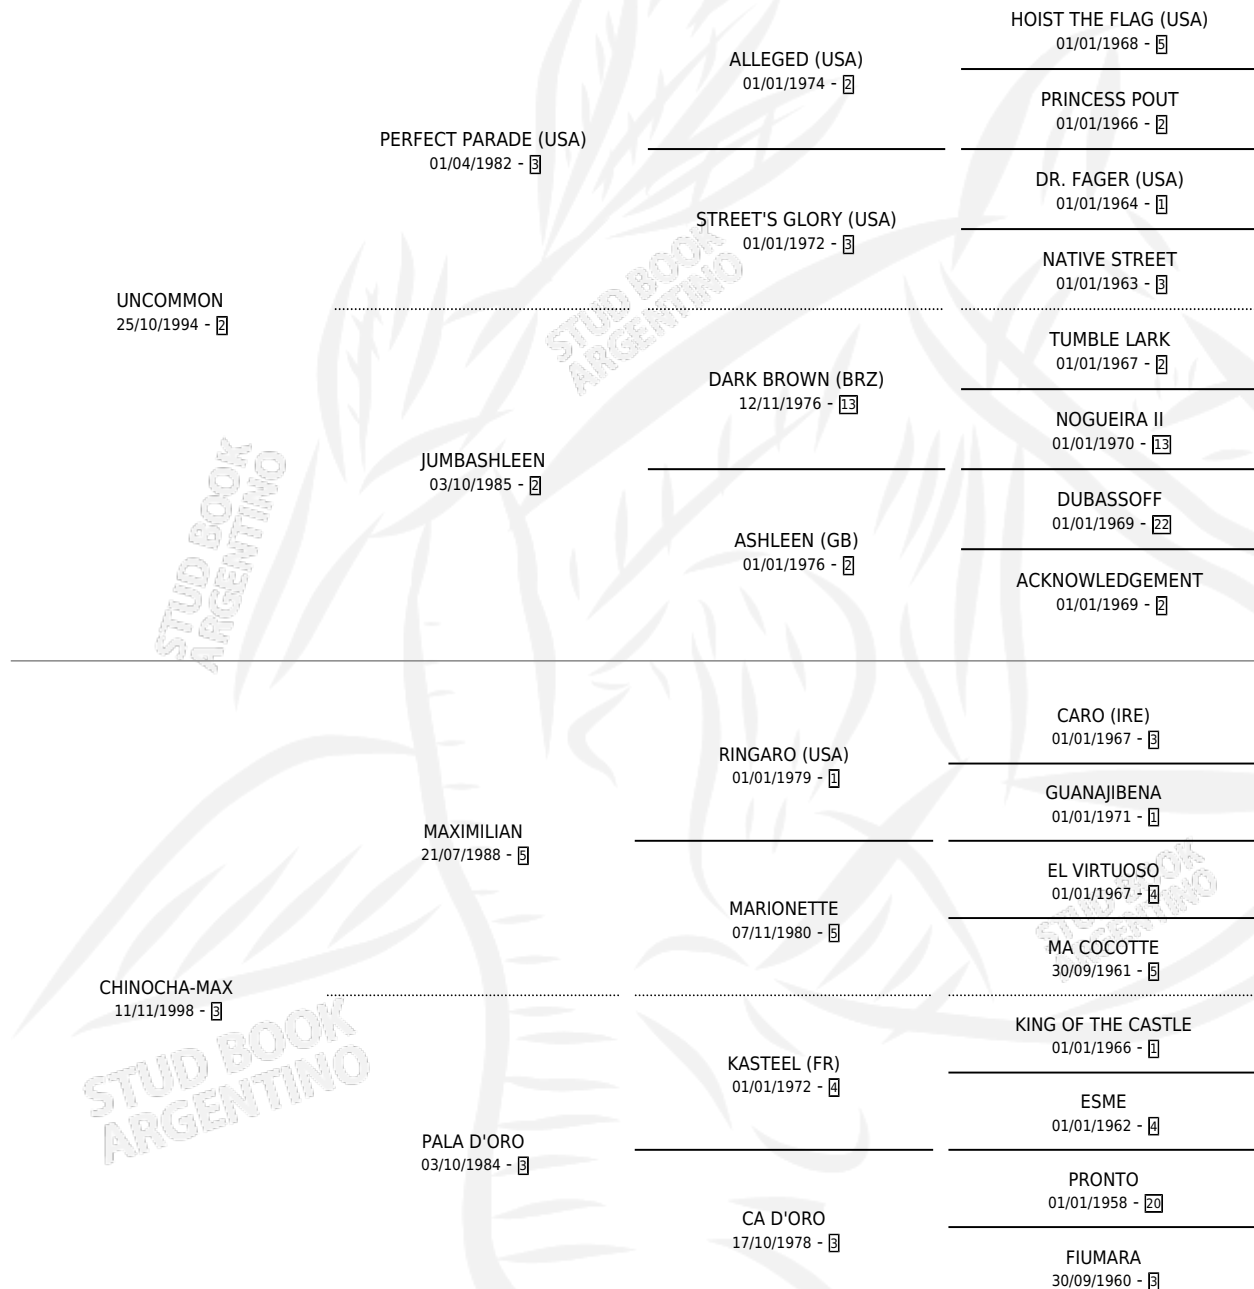 HOIST THE FLAG (USA)
01/01/1968 - 5
ALLEGED (USA)
01/01/1974 - 2
PRINCESS POUT
01/01/1966 - 2
PERFECT PARADE (USA)
01/04/1982 - 3
DR. FAGER (USA)
01/01/1964 - 1
STREET'S GLORY (USA)
01/01/1972 - 3
NATIVE STREET
01/01/1963 - 3
UNCOMMON
25/10/1994 - 2
TUMBLE LARK
01/01/1967 - 2
DARK BROWN (BRZ)
12/11/1976 - 13
NOGUEIRA II
01/01/1970 - 13
JUMBASHLEEN
03/10/1985 - 2
DUBASSOFF
01/01/1969 - 22
ASHLEEN (GB)
01/01/1976 - 2
ACKNOWLEDGEMENT
01/01/1969 - 2
CARO (IRE)
01/01/1967 - 3
RINGARO (USA)
01/01/1979 - 1
GUANAJIBENA
01/01/1971 - 1
MAXIMILIAN
21/07/1988 - 5
EL VIRTUOSO
01/01/1967 - 4
MARIONETTE
07/11/1980 - 5
MA COCOTTE
30/09/1961 - 5
CHINOCHA-MAX
11/11/1998 - 3
KING OF THE CASTLE
01/01/1966 - 1
KASTEEL (FR)
01/01/1972 - 4
ESME
01/01/1962 - 4
PALA D'ORO
03/10/1984 - 3
PRONTO
01/01/1958 - 20
CA D'ORO
17/10/1978 - 3
FIUMARA
30/09/1960 - 3
STUD BOOK
ARGENTINO
STUD BOOK
ARGENTINO
STUD BOOK
ARGENTINO
STUD BOOK
ARGENTINO